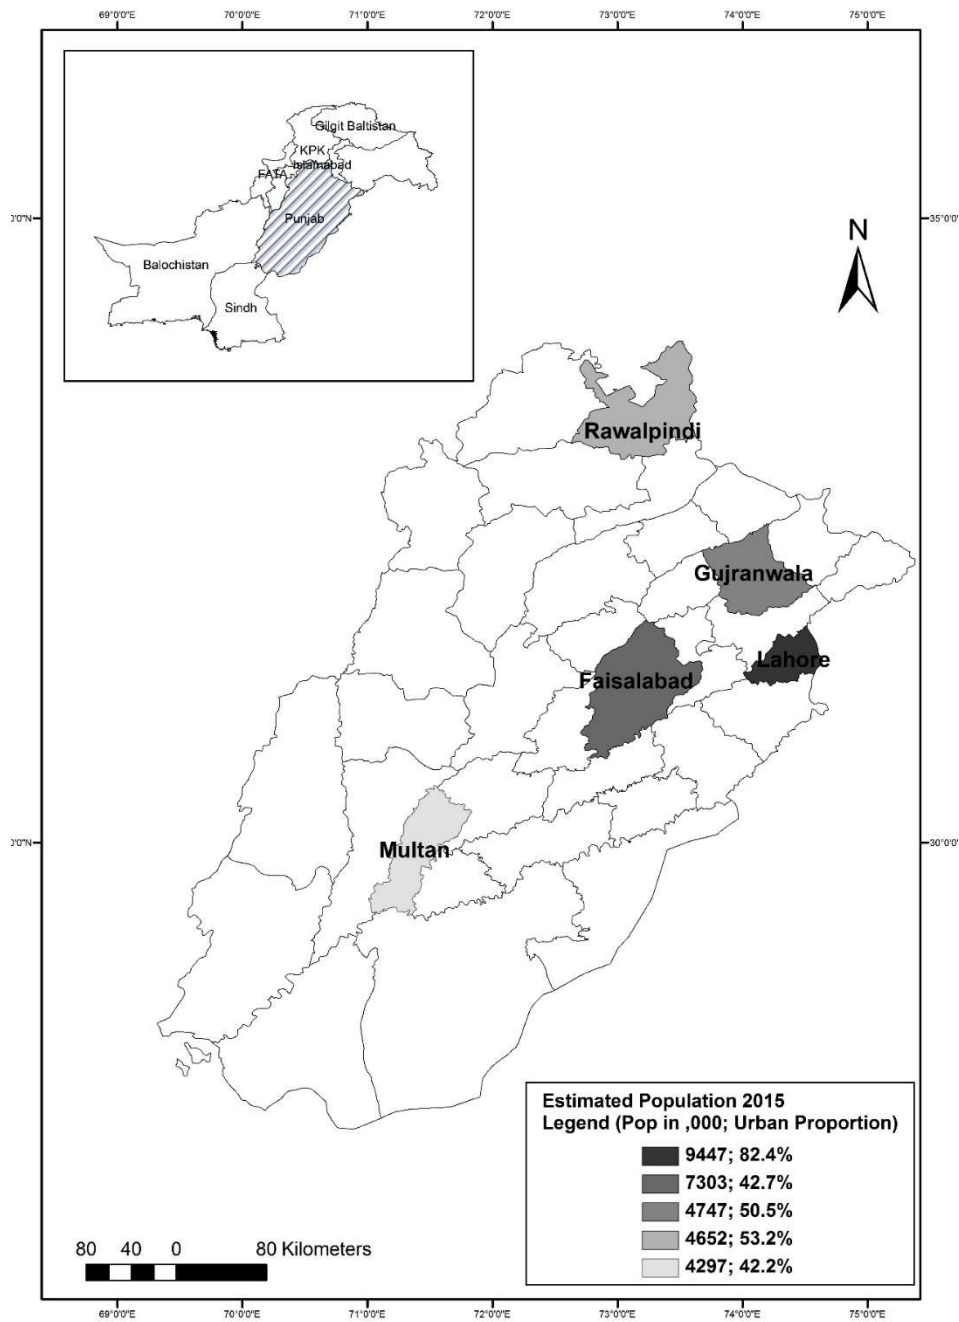 69°0'0"E 70°0'0"E 71°0'0"E 72°0'0"E 73°0'0"E 74°0'0"E 75°0'0"E
Gilgit Baltistan
KPK
Islamabad
FATA
Punjab
Balochistan
Sindh
0'0"N
35°0'0
N
Rawalpindi
Gujranwala
Lahore
Faisalabad
Multan
0'0"N
30°0'0
Estimated Population 2015
Legend (Pop in ,000; Urban Proportion)
9447; 82.4%
7303; 42.7%
4747; 50.5%
4652; 53.2%
4297; 42.2%
80 40 0 80 Kilometers
69°0'0"E 70°0'0"E 71°0'0"E 72°0'0"E 73°0'0"E 74°0'0"E 75°0'0"E